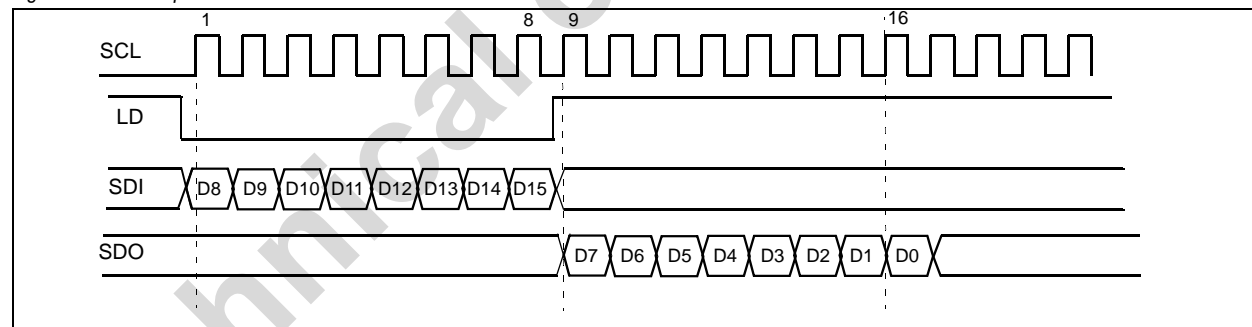 1 8 9 16
SCL
LD
SDI D8 D9 D10 D11 D12 D13 D14 D15
SDO D7 D6 D5 D4 D3 D2 D1 D0